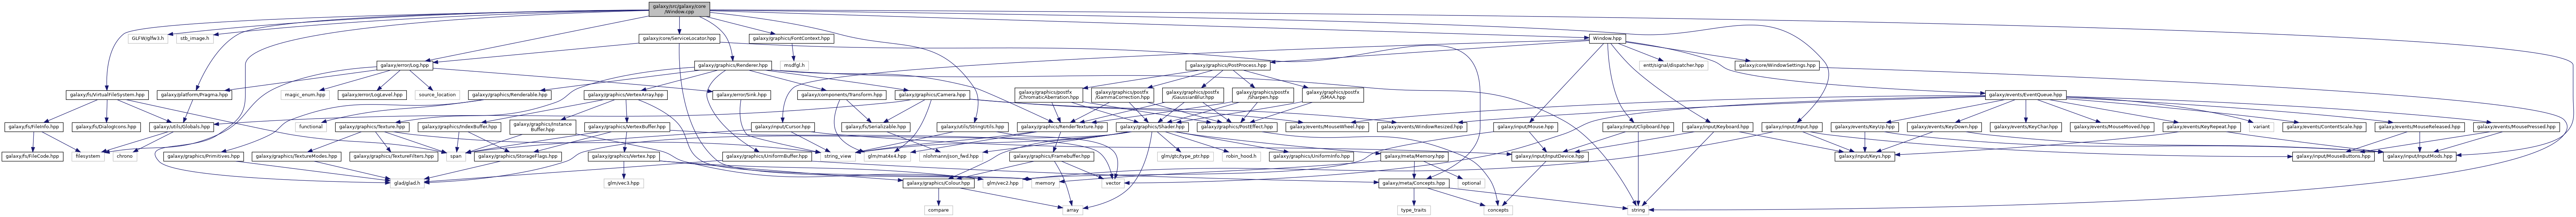 galaxy/src/galaxy/core
/Window.cpp
GLFW/glfw3.h
stb_image.h
galaxy/core/ServiceLocator.hpp
galaxy/graphics/FontContext.hpp
Window.hpp
galaxy/error/Log.hpp
galaxy/graphics/Renderer.hpp
msdfgl.h
galaxy/graphics/PostProcess.hpp
entt/signal/dispatcher.hpp
galaxy/core/WindowSettings.hpp
galaxy/fs/VirtualFileSystem.hpp
galaxy/platform/Pragma.hpp
magic_enum.hpp
galaxy/error/LogLevel.hpp
source_location
galaxy/graphics/Renderable.hpp
galaxy/graphics/VertexArray.hpp
galaxy/error/Sink.hpp
galaxy/components/Transform.hpp
galaxy/graphics/Camera.hpp
galaxy/graphics/postfx
/ChromaticAberration.hpp
galaxy/graphics/postfx
/GammaCorrection.hpp
galaxy/graphics/postfx
/GaussianBlur.hpp
galaxy/graphics/postfx
/Sharpen.hpp
galaxy/graphics/postfx
/SMAA.hpp
galaxy/events/EventQueue.hpp
galaxy/fs/FileInfo.hpp
galaxy/fs/DialogIcons.hpp
galaxy/utils/Globals.hpp
functional
galaxy/graphics/Texture.hpp
galaxy/graphics/IndexBuffer.hpp
galaxy/graphics/Instance
Buffer.hpp
galaxy/graphics/VertexBuffer.hpp
galaxy/input/Cursor.hpp
galaxy/fs/Serializable.hpp
galaxy/utils/StringUtils.hpp
galaxy/graphics/RenderTexture.hpp
galaxy/graphics/Shader.hpp
galaxy/graphics/PostEffect.hpp
galaxy/events/MouseWheel.hpp
galaxy/events/WindowResized.hpp
galaxy/input/Mouse.hpp
galaxy/input/Clipboard.hpp
galaxy/input/Keyboard.hpp
galaxy/input/Input.hpp
galaxy/events/KeyUp.hpp
galaxy/events/KeyDown.hpp
galaxy/events/KeyChar.hpp
galaxy/events/MouseMoved.hpp
galaxy/events/KeyRepeat.hpp
variant
galaxy/events/ContentScale.hpp
galaxy/events/MouseReleased.hpp
galaxy/events/MousePressed.hpp
galaxy/fs/FileCode.hpp
filesystem
chrono
galaxy/graphics/Primitives.hpp
galaxy/graphics/TextureModes.hpp
galaxy/graphics/TextureFilters.hpp
span
galaxy/graphics/StorageFlags.hpp
galaxy/graphics/Vertex.hpp
galaxy/graphics/UniformBuffer.hpp
string_view
glm/mat4x4.hpp
nlohmann/json_fwd.hpp
galaxy/graphics/Framebuffer.hpp
glm/gtc/type_ptr.hpp
robin_hood.h
galaxy/graphics/UniformInfo.hpp
galaxy/meta/Memory.hpp
galaxy/input/InputDevice.hpp
galaxy/input/Keys.hpp
galaxy/input/MouseButtons.hpp
galaxy/input/InputMods.hpp
glad/glad.h
glm/vec3.hpp
galaxy/graphics/Colour.hpp
glm/vec2.hpp
memory
vector
galaxy/meta/Concepts.hpp
optional
compare
array
type_traits
concepts
string